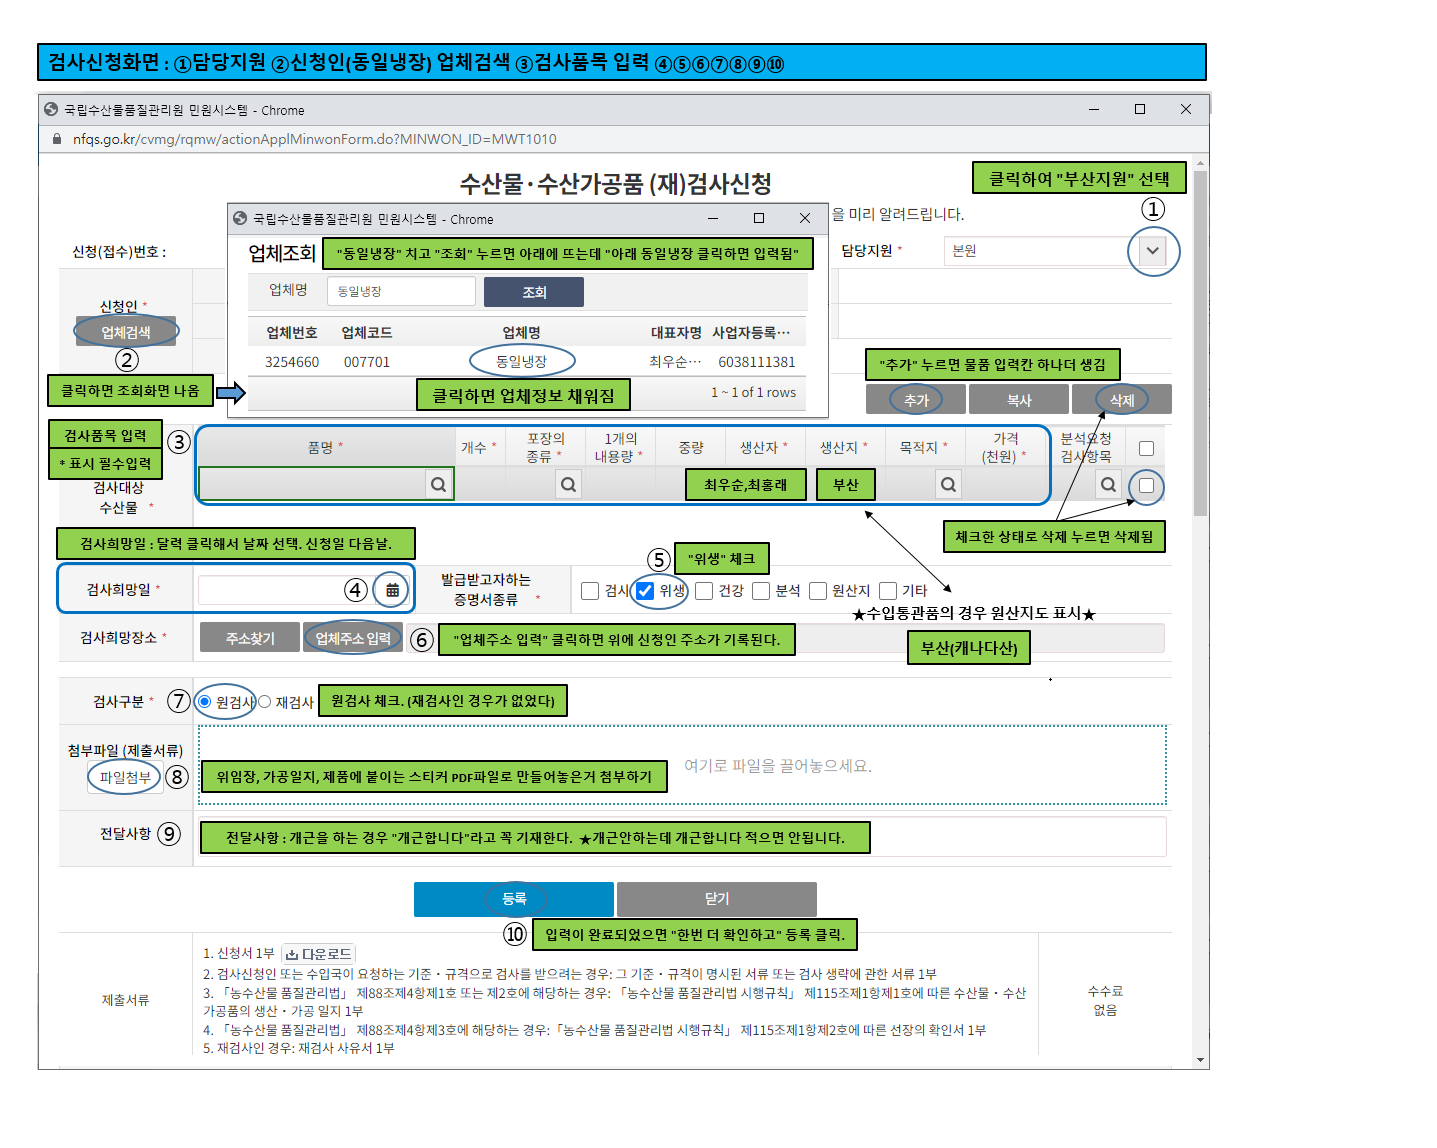 검사신청화면 : ①담당지원 ②신청인(동일냉장) 업체검색 ③검사품목 입력 ④⑤⑥⑦⑧⑨⑩
국립수산물품질관리원 민원시스템 - Chrome
nfqs.go.kr/cvmg/rqmw/actionApplMinwonForm.do?MINWON_ID=MWT1010
수산물·수산가공품 (재)검사신청
클릭하여 "부산지원" 선택
①
을 미리 알려드립니다.
국립수산물품질관리원 민원시스템 - Chrome
신청(접수)번호 :
담당지원 *
본원
업체조회
"동일냉장" 치고 "조회" 누르면 아래에 뜨는데 "아래 동일냉장 클릭하면 입력됨"
업체명
동일냉장
조회
신청인 *
업체검색
②
클릭하면 조회화면 나옴
업체번호 업체코드 업체명 대표자명 사업자등록…
3254660 007701 동일냉장 최우순… 6038111381
클릭하면 업체정보 채워짐
1 ~ 1 of 1 rows
"추가" 누르면 물품 입력칸 하나더 생김
추가
복사
삭제
검사품목 입력
* 표시 필수입력
③
검사대상
수산물 *
품명 *
개수 *
포장의
종류 *
1개의
내용량 *
중량
생산자 *
생산지 *
목적지 *
가격
(천원) *
분석요청
검사항목
최우순,최홍래
부산
체크한 상태로 삭제 누르면 삭제됨
검사희망일 : 달력 클릭해서 날짜 선택. 신청일 다음날.
⑤
"위생" 체크
검사희망일 *
④
발급받고자하는
증명서종류 *
검사 위생 건강 분석 원산지 기타
★수입통관품의 경우 원산지도 표시★
부산(캐나다산)
검사희망장소 *
주소찾기
업체주소 입력
⑥
"업체주소 입력" 클릭하면 위에 신청인 주소가 기록된다.
검사구분 *
⑦
원검사 재검사
원검사 체크. (재검사인 경우가 없었다)
첨부파일 (제출서류)
파일첨부
⑧
위임장, 가공일지, 제품에 붙이는 스티커 PDF파일로 만들어놓은거 첨부하기
여기로 파일을 끌어놓으세요.
전달사항 ⑨
전달사항 : 개근을 하는 경우 "개근합니다"라고 꼭 기재한다. ★개근안하는데 개근합니다 적으면 안됩니다.
등록
닫기
⑩
입력이 완료되었으면 "한번 더 확인하고" 등록 클릭.
제출서류
1. 신청서 1부 다운로드
2. 검사신청인 또는 수입국이 요청하는 기준・규격으로 검사를 받으려는 경우: 그 기준・규격이 명시된 서류 또는 검사 생략에 관한 서류 1부
3. 「농수산물 품질관리법」 제88조제4항제1호 또는 제2호에 해당하는 경우: 「농수산물 품질관리법 시행규칙」 제115조제1항제1호에 따른 수산물・수산
가공품의 생산・가공 일지 1부
4. 「농수산물 품질관리법」 제88조제4항제3호에 해당하는 경우:「농수산물 품질관리법 시행규칙」 제115조제1항제2호에 따른 선장의 확인서 1부
5. 재검사인 경우: 재검사 사유서 1부
수수료
없음